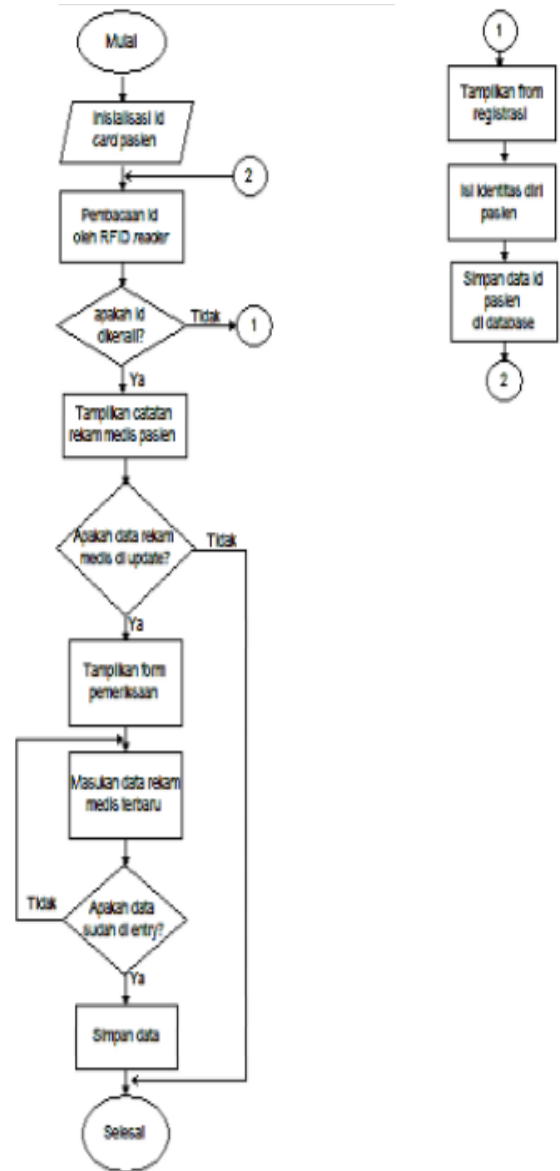 Mulai
Inisialisasi id
card pasien
2
Pembacaan id
oleh RFID reader
apakah id
dikenali?
Tidak
1
Ya
Tampilkan catatan
rekam medis pasien
Apakah data rekam
medis di update?
Tidak
Ya
Tampilkan form
pemeriksaan
Masukan data rekam
medis terbaru
Tidak
Apakah data
sudah di entry?
Ya
Simpan data
Selesai
1
Tampilkan from
registrasi
Isi identitas diri
pasien
Simpan data id
pasien
di database
2